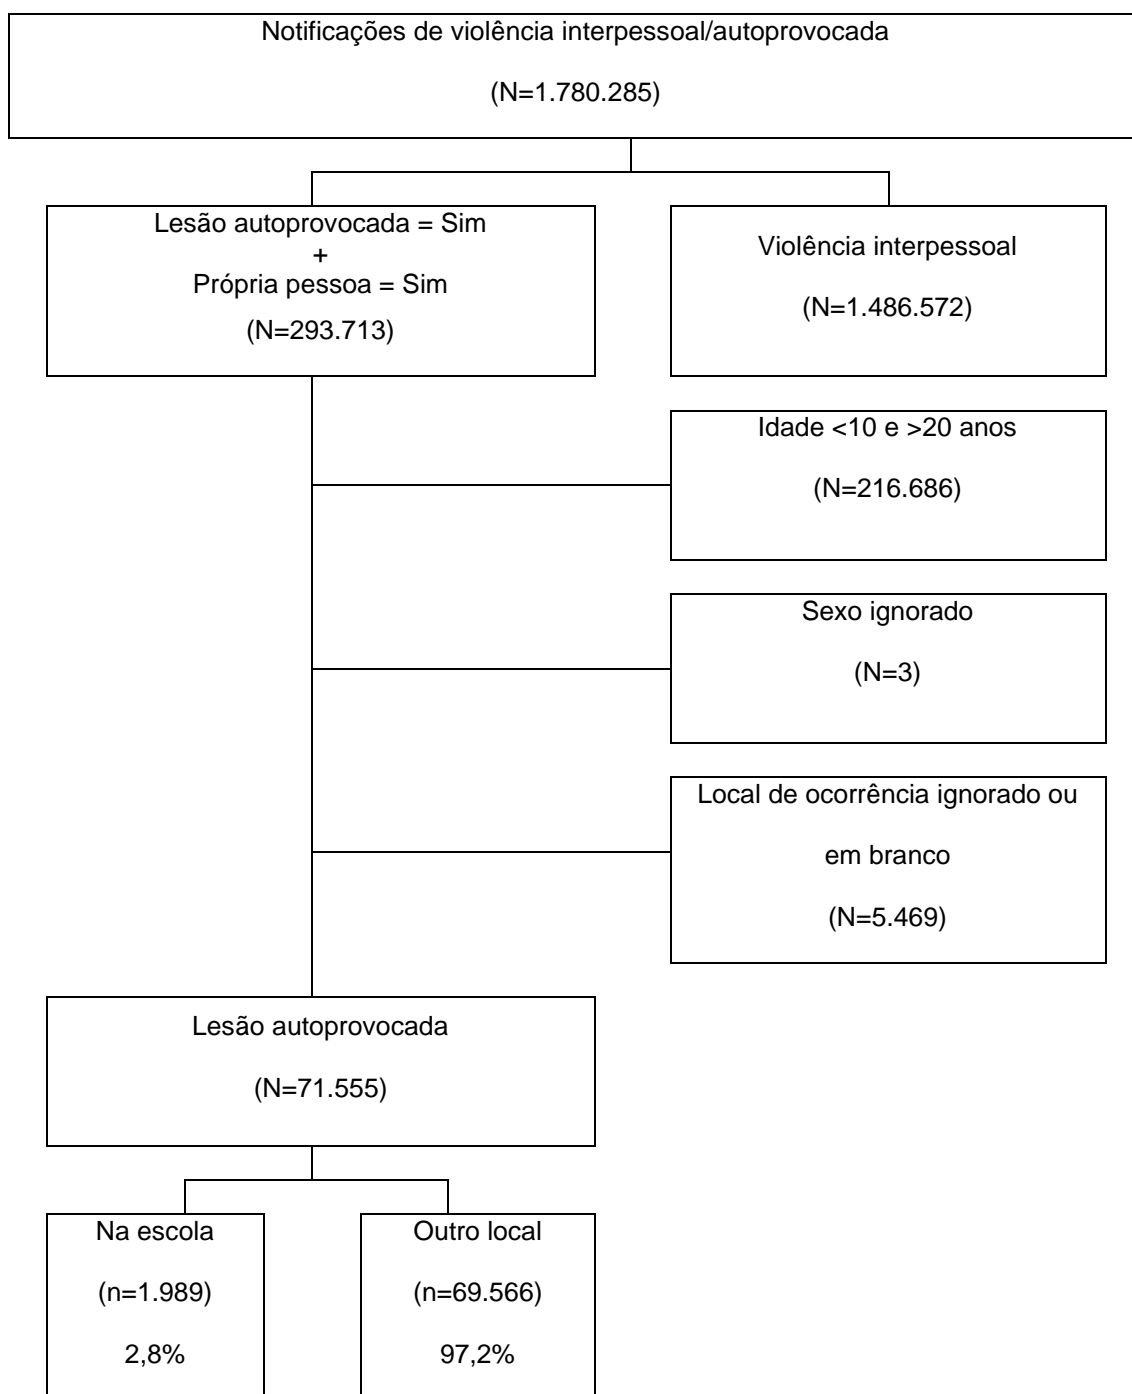 Notificações de violência interpessoal/autoprovocada
(N=1.780.285)
Lesão autoprovocada = Sim
+
Própria pessoa = Sim
(N=293.713)
Violência interpessoal
(N=1.486.572)
Idade <10 e >20 anos
(N=216.686)
Sexo ignorado
(N=3)
Local de ocorrência ignorado ou
em branco
(N=5.469)
Lesão autoprovocada
(N=71.555)
Na escola
(n=1.989)
2,8%
Outro local
(n=69.566)
97,2%